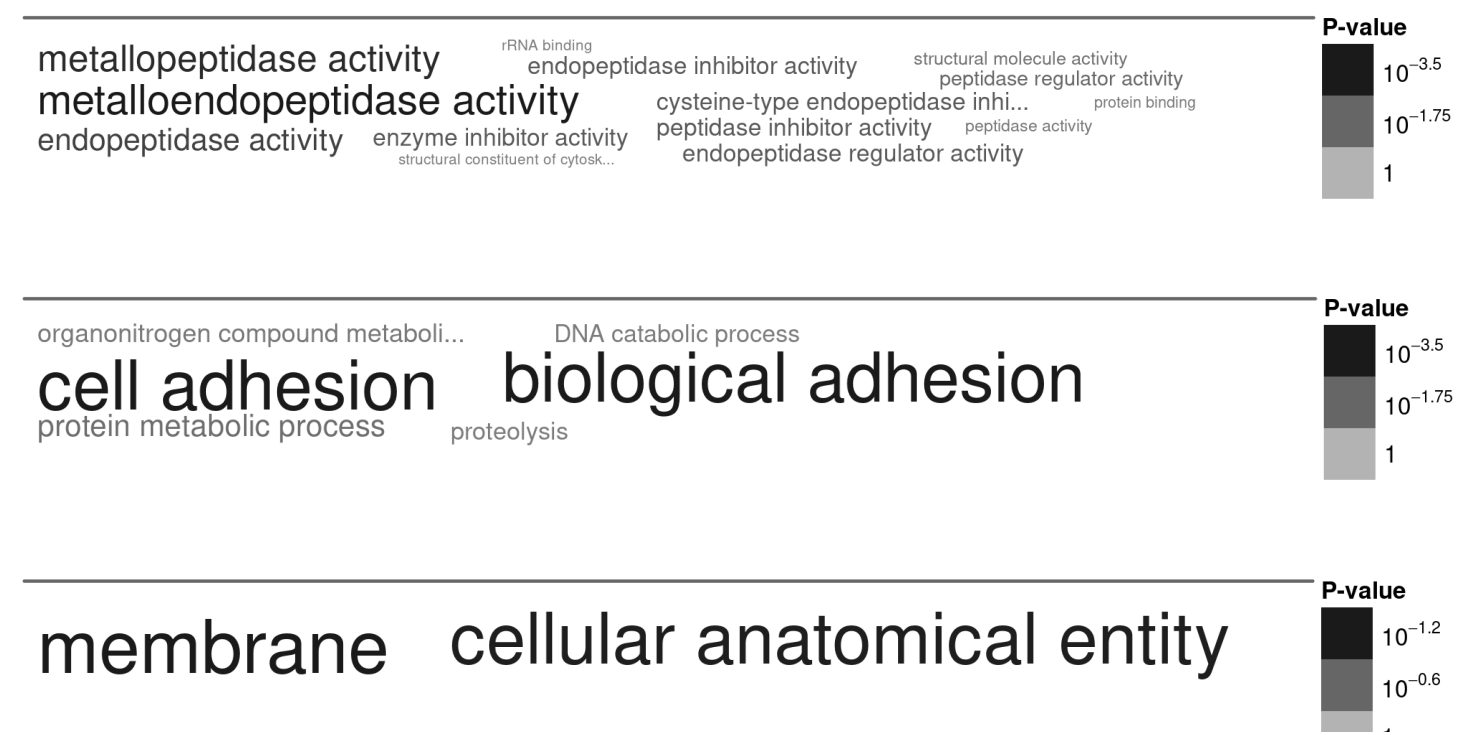 P-value
metallopeptidase activity
rRNA binding
endopeptidase inhibitor activity
structural molecule activity
peptidase regulator activity
metalloendopeptidase activity
cysteine-type endopeptidase inhi...
protein binding
endopeptidase activity
enzyme inhibitor activity
peptidase inhibitor activity
peptidase activity
structural constituent of cytosk...
endopeptidase regulator activity
10^−3.5
10^−1.75
1
P-value
organonitrogen compound metaboli...
DNA catabolic process
cell adhesion
biological adhesion
protein metabolic process
proteolysis
10^−3.5
10^−1.75
1
P-value
membrane
cellular anatomical entity
10^−1.2
10^−0.6